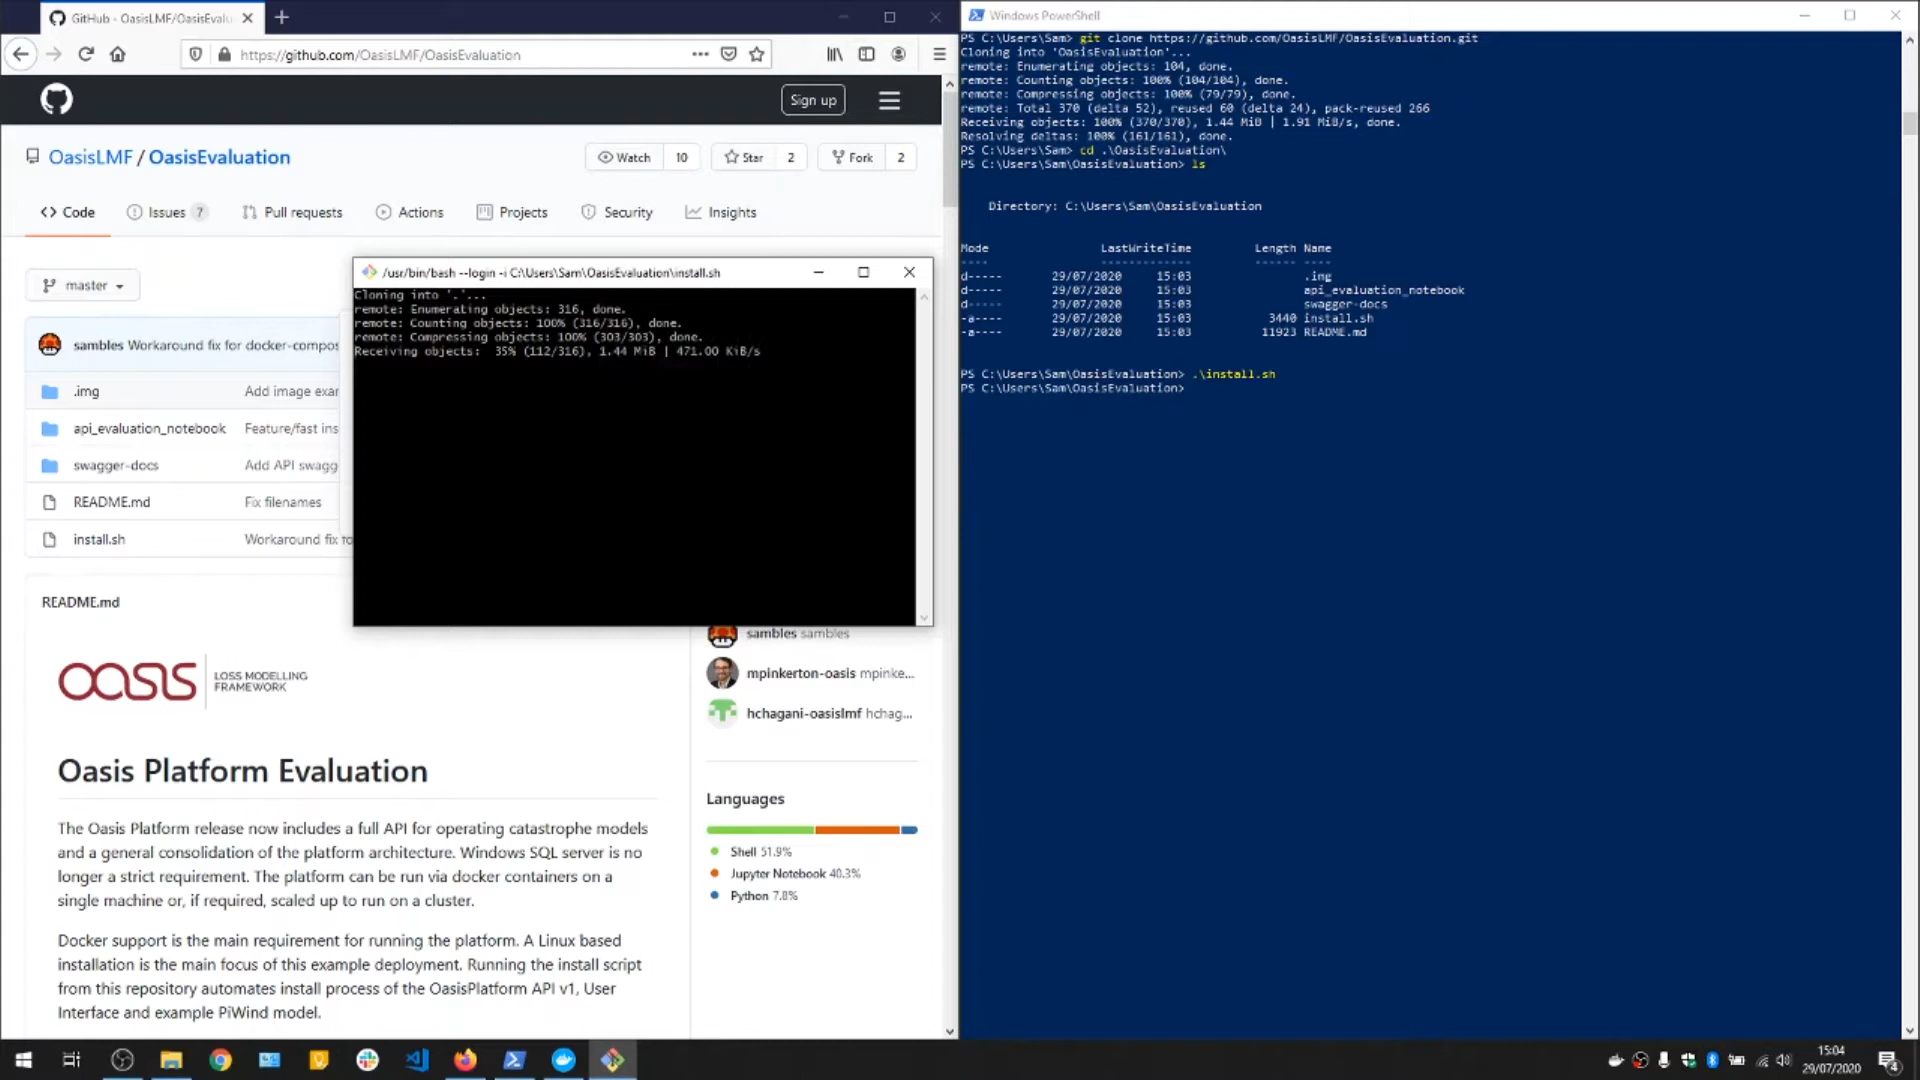 GitHub - OasisLMF/OasisEvalu
https://github.com/OasisLMF/OasisEvaluation
Sign up
OasisLMF / OasisEvaluation
Watch 10
Star 2
Fork 2
Code
Issues 7
Pull requests
Actions
Projects
Security
Insights
master
sambles Workaround fix for docker-compos
.img Add image exar
api_evaluation_notebook Feature/fast ins
swagger-docs Add API swagg
README.md Fix filenames
install.sh Workaround fix fo
README.md
OASIS LOSS MODELLING
FRAMEWORK
Oasis Platform Evaluation
The Oasis Platform release now includes a full API for operating catastrophe models
and a general consolidation of the platform architecture. Windows SQL server is no
longer a strict requirement. The platform can be run via docker containers on a
single machine or, if required, scaled up to run on a cluster.
Docker support is the main requirement for running the platform. A Linux based
installation is the main focus of this example deployment. Running the install script
from this repository automates install process of the OasisPlatform API v1, User
Interface and example PiWind model.
sambles sambles
mpinkerton-oasis mpinke...
hchagani-oasislmf hchag...
Languages
Shell 51.9%
Jupyter Notebook 40.3%
Python 7.8%
/usr/bin/bash --login -i C:\Users\Sam\OasisEvaluation\install.sh
Cloning into '.'...
remote: Enumerating objects: 316, done.
remote: Counting objects: 100% (316/316), done.
remote: Compressing objects: 100% (303/303), done.
Receiving objects:  35% (112/316), 1.44 MiB | 471.00 KiB/s
Windows PowerShell
PS C:\Users\Sam> git clone https://github.com/OasisLMF/OasisEvaluation.git
Cloning into 'OasisEvaluation'...
remote: Enumerating objects: 104, done.
remote: Counting objects: 100% (104/104), done.
remote: Compressing objects: 100% (79/79), done.
remote: Total 370 (delta 52), reused 60 (delta 24), pack-reused 266
Receiving objects: 100% (370/370), 1.44 MiB | 1.91 MiB/s, done.
Resolving deltas: 100% (161/161), done.
PS C:\Users\Sam> cd .\OasisEvaluation\
PS C:\Users\Sam\OasisEvaluation> ls
Directory: C:\Users\Sam\OasisEvaluation
Mode LastWriteTime Length Name
---- ------------- ------ ----
d----- 29/07/2020 15:03 .img
d----- 29/07/2020 15:03 api_evaluation_notebook
d----- 29/07/2020 15:03 swagger-docs
-a---- 29/07/2020 15:03 3440 install.sh
-a---- 29/07/2020 15:03 11923 README.md
PS C:\Users\Sam\OasisEvaluation> .\install.sh
PS C:\Users\Sam\OasisEvaluation>
15:04
29/07/2020
4